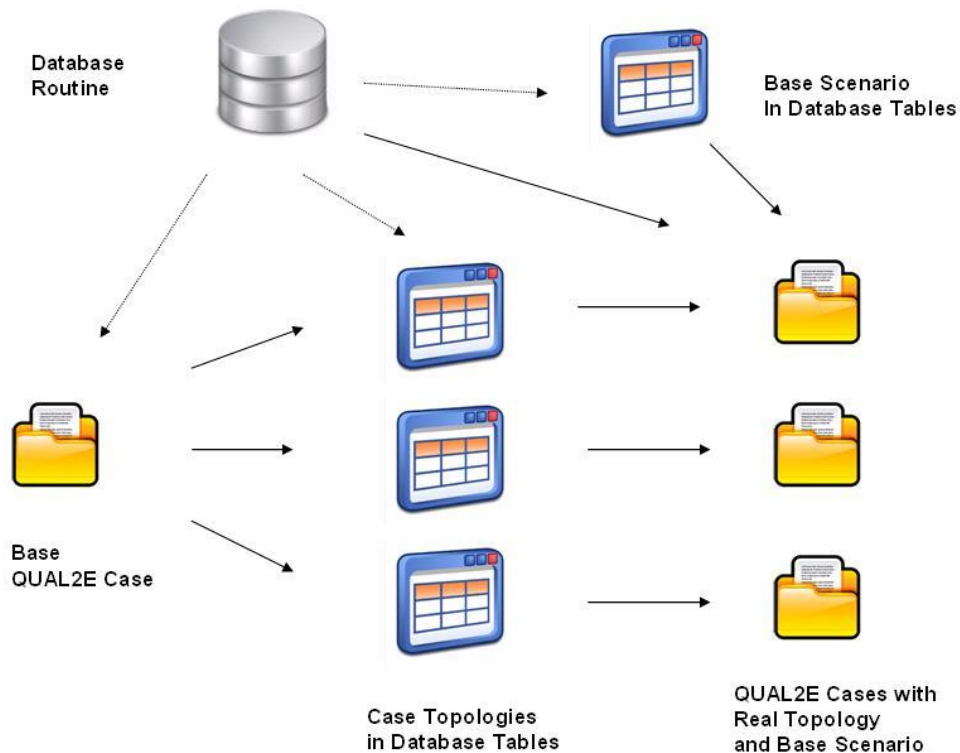 Database
Routine
Base Scenario
In Database Tables
Base
QUAL2E Case
Case Topologies
in Database Tables
QUAL2E Cases with
Real Topology
and Base Scenario